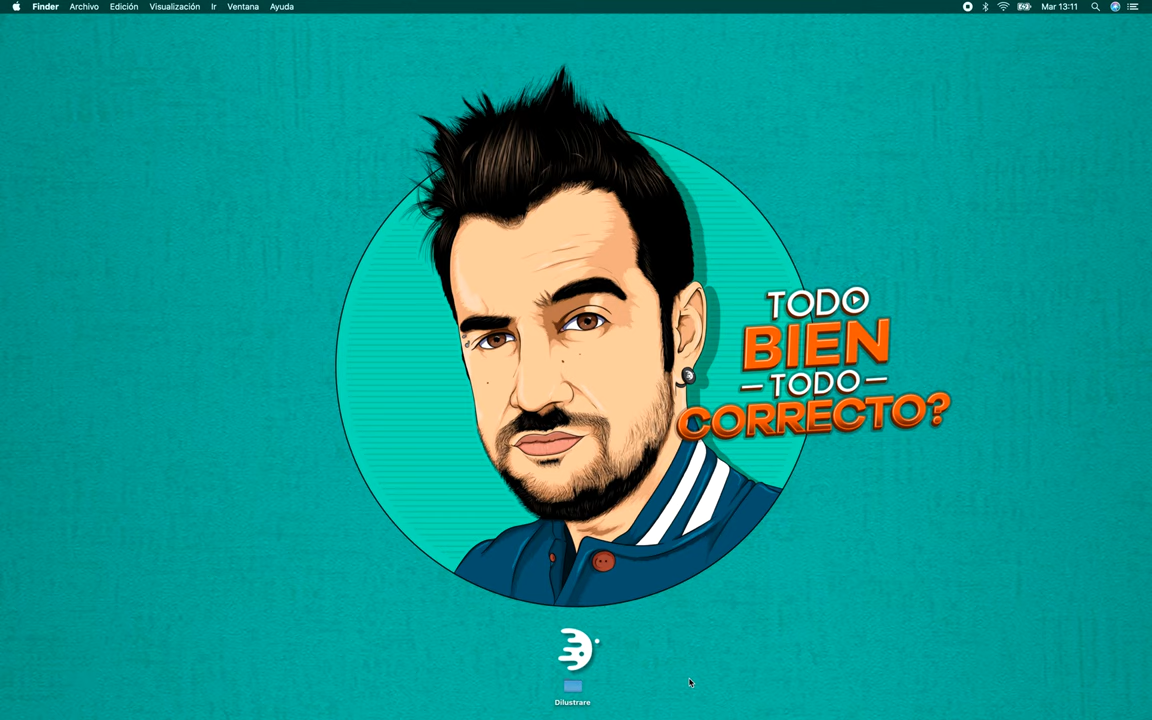 Finder Archivo Edición Visualización Ir Ventana Ayuda Mar 13:11
TODO
BIEN
–TODO–
CORRECTO?
Dilustrare